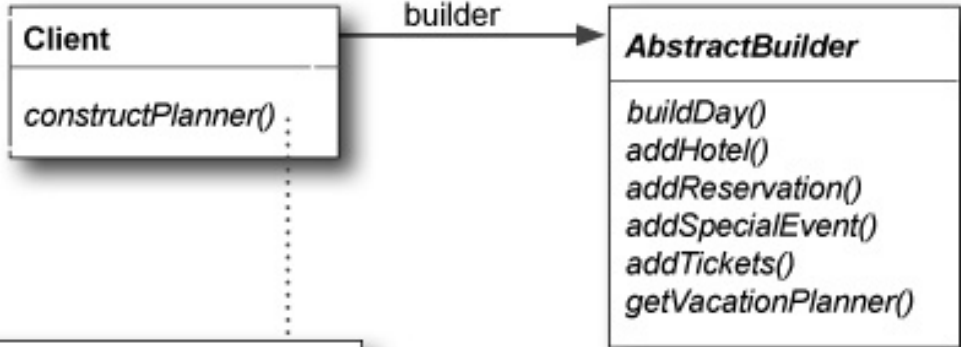 builder
Client
constructPlanner()
AbstractBuilder
buildDay()
addHotel()
addReservation()
addSpecialEvent()
addTickets()
getVacationPlanner()